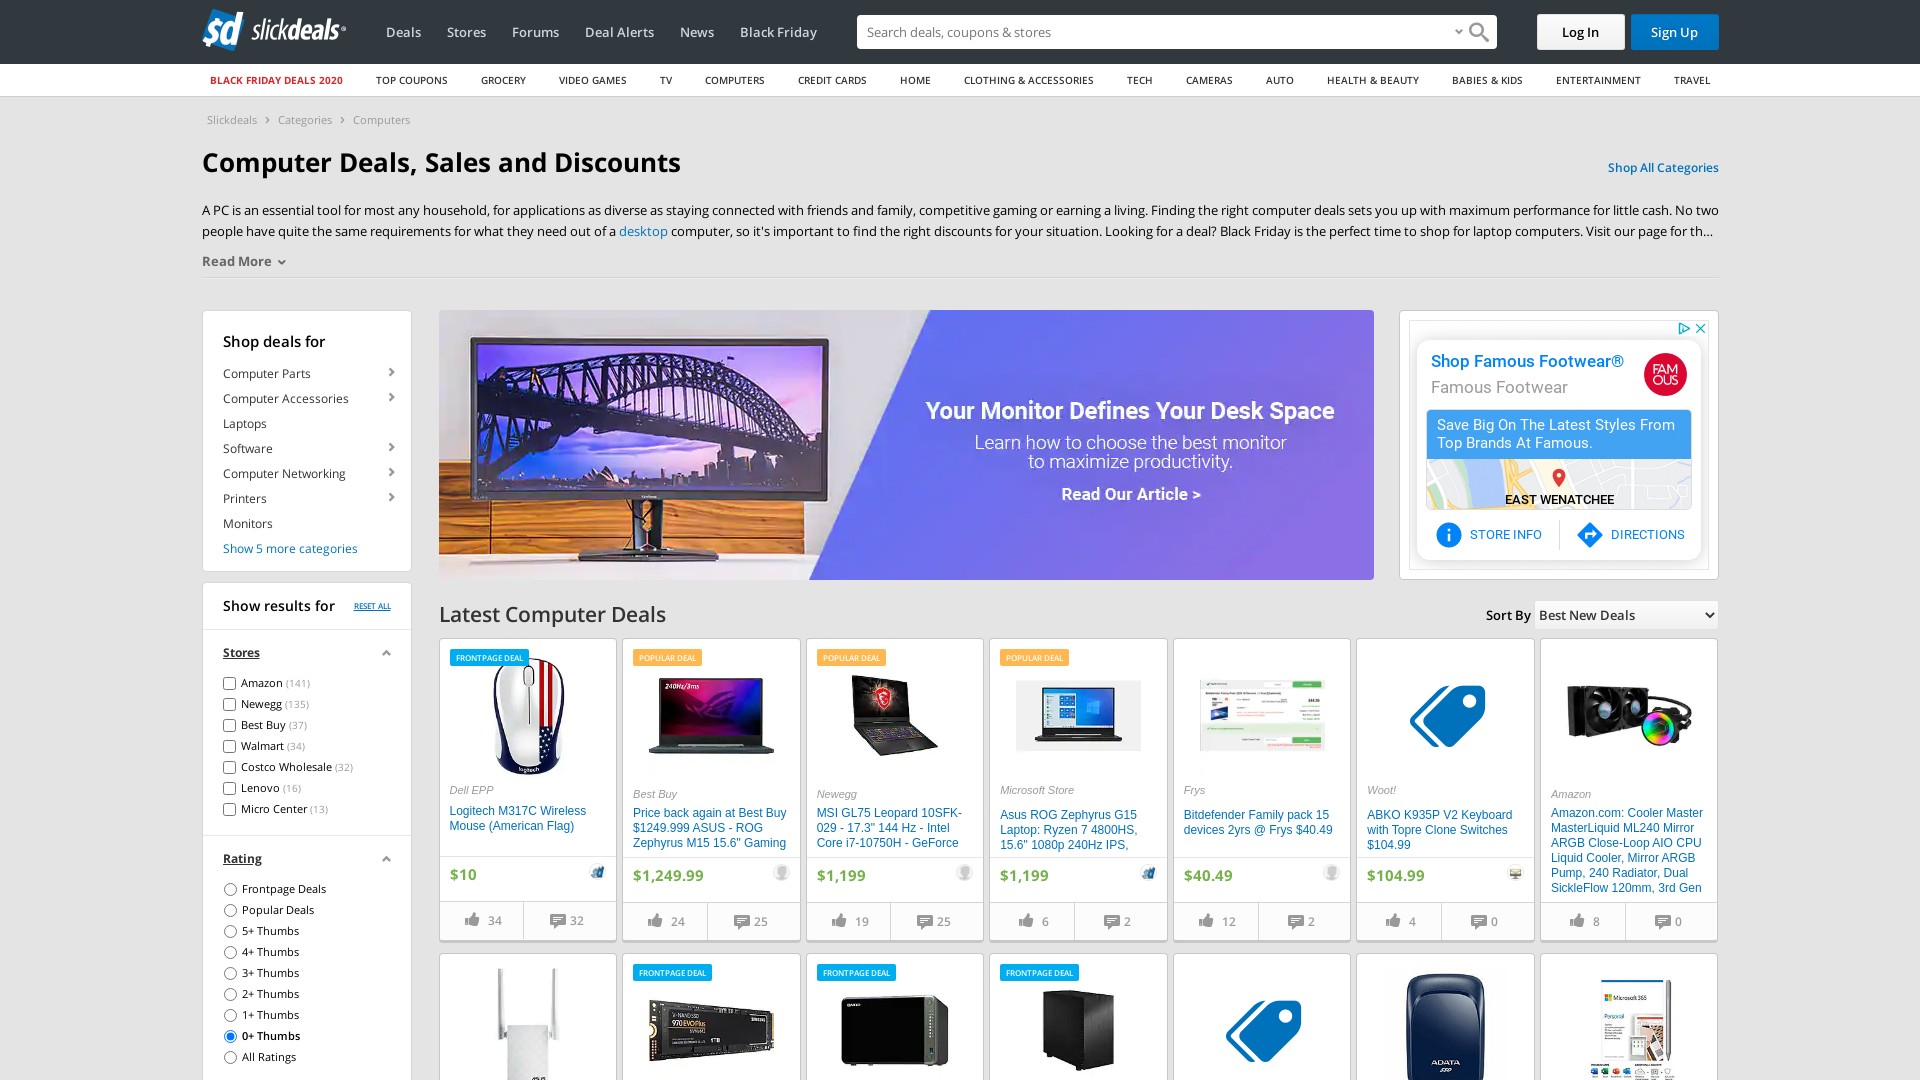 slickdeals
Deals
Stores
Forums
Deal Alerts
News
Black Friday
Search deals, coupons & stores
Log In
Sign Up
BLACK FRIDAY DEALS 2020
TOP COUPONS
GROCERY
VIDEO GAMES
TV
COMPUTERS
CREDIT CARDS
HOME
CLOTHING & ACCESSORIES
TECH
CAMERAS
AUTO
HEALTH & BEAUTY
BABIES & KIDS
ENTERTAINMENT
TRAVEL
Slickdeals > Categories > Computers
Computer Deals, Sales and Discounts
Shop All Categories
A PC is an essential tool for most any household, for applications as diverse as staying connected with friends and family, competitive gaming or earning a living. Finding the right computer deals sets you up with maximum performance for little cash. No two
people have quite the same requirements for what they need out of a desktop computer, so it's important to find the right discounts for your situation. Looking for a deal? Black Friday is the perfect time to shop for laptop computers. Visit our page for th...
Read More
Shop deals for
Computer Parts
Computer Accessories
Laptops
Software
Computer Networking
Printers
Monitors
Show 5 more categories
Your Monitor Defines Your Desk Space
Learn how to choose the best monitor
to maximize productivity.
Read Our Article >
Shop Famous Footwear®
Famous Footwear
FAM
OUS
Save Big On The Latest Styles From
Top Brands At Famous.
EAST WENATCHEE
STORE INFO
DIRECTIONS
Show results for
RESET ALL
Stores
Amazon (141)
Newegg (135)
Best Buy (37)
Walmart (34)
Costco Wholesale (32)
Lenovo (16)
Micro Center (13)
Rating
Frontpage Deals
Popular Deals
5+ Thumbs
4+ Thumbs
3+ Thumbs
2+ Thumbs
1+ Thumbs
0+ Thumbs
All Ratings
Latest Computer Deals
Sort By
Best New Deals
FRONTPAGE DEAL
logitech
Dell EPP
Logitech M317C Wireless
Mouse (American Flag)
$10
34
32
POPULAR DEAL
240Hz/3ms
Best Buy
Price back again at Best Buy
$1249.999 ASUS - ROG
Zephyrus M15 15.6" Gaming
$1,249.99
24
25
POPULAR DEAL
Newegg
MSI GL75 Leopard 10SFK-
029 - 17.3" 144 Hz - Intel
Core i7-10750H - GeForce
$1,199
19
25
POPULAR DEAL
Microsoft Store
Asus ROG Zephyrus G15
Laptop: Ryzen 7 4800HS,
15.6" 1080p 240Hz IPS,
$1,199
6
2
Frys
Bitdefender Family pack 15
devices 2yrs @ Frys $40.49
$40.49
12
2
Woot!
ABKO K935P V2 Keyboard
with Topre Clone Switches
$104.99
$104.99
4
0
Amazon
Amazon.com: Cooler Master
MasterLiquid ML240 Mirror
ARGB Close-Loop AIO CPU
Liquid Cooler, Mirror ARGB
Pump, 240 Radiator, Dual
SickleFlow 120mm, 3rd Gen
8
0
FRONTPAGE DEAL
V-NAND SSD
970 EVO Plus
1TB
SAMSUNG
FRONTPAGE DEAL
FRONTPAGE DEAL
ADATA
SSD
Microsoft 365
Personal